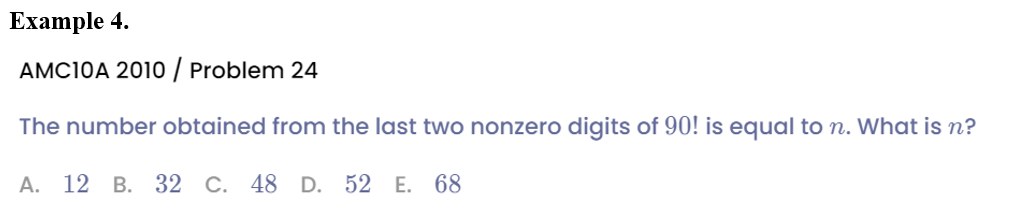 Example 4.
AMC10A 2010 / Problem 24
The number obtained from the last two nonzero digits of 90! is equal to n. What is n?
A. 12 B. 32 C. 48 D. 52 E. 68